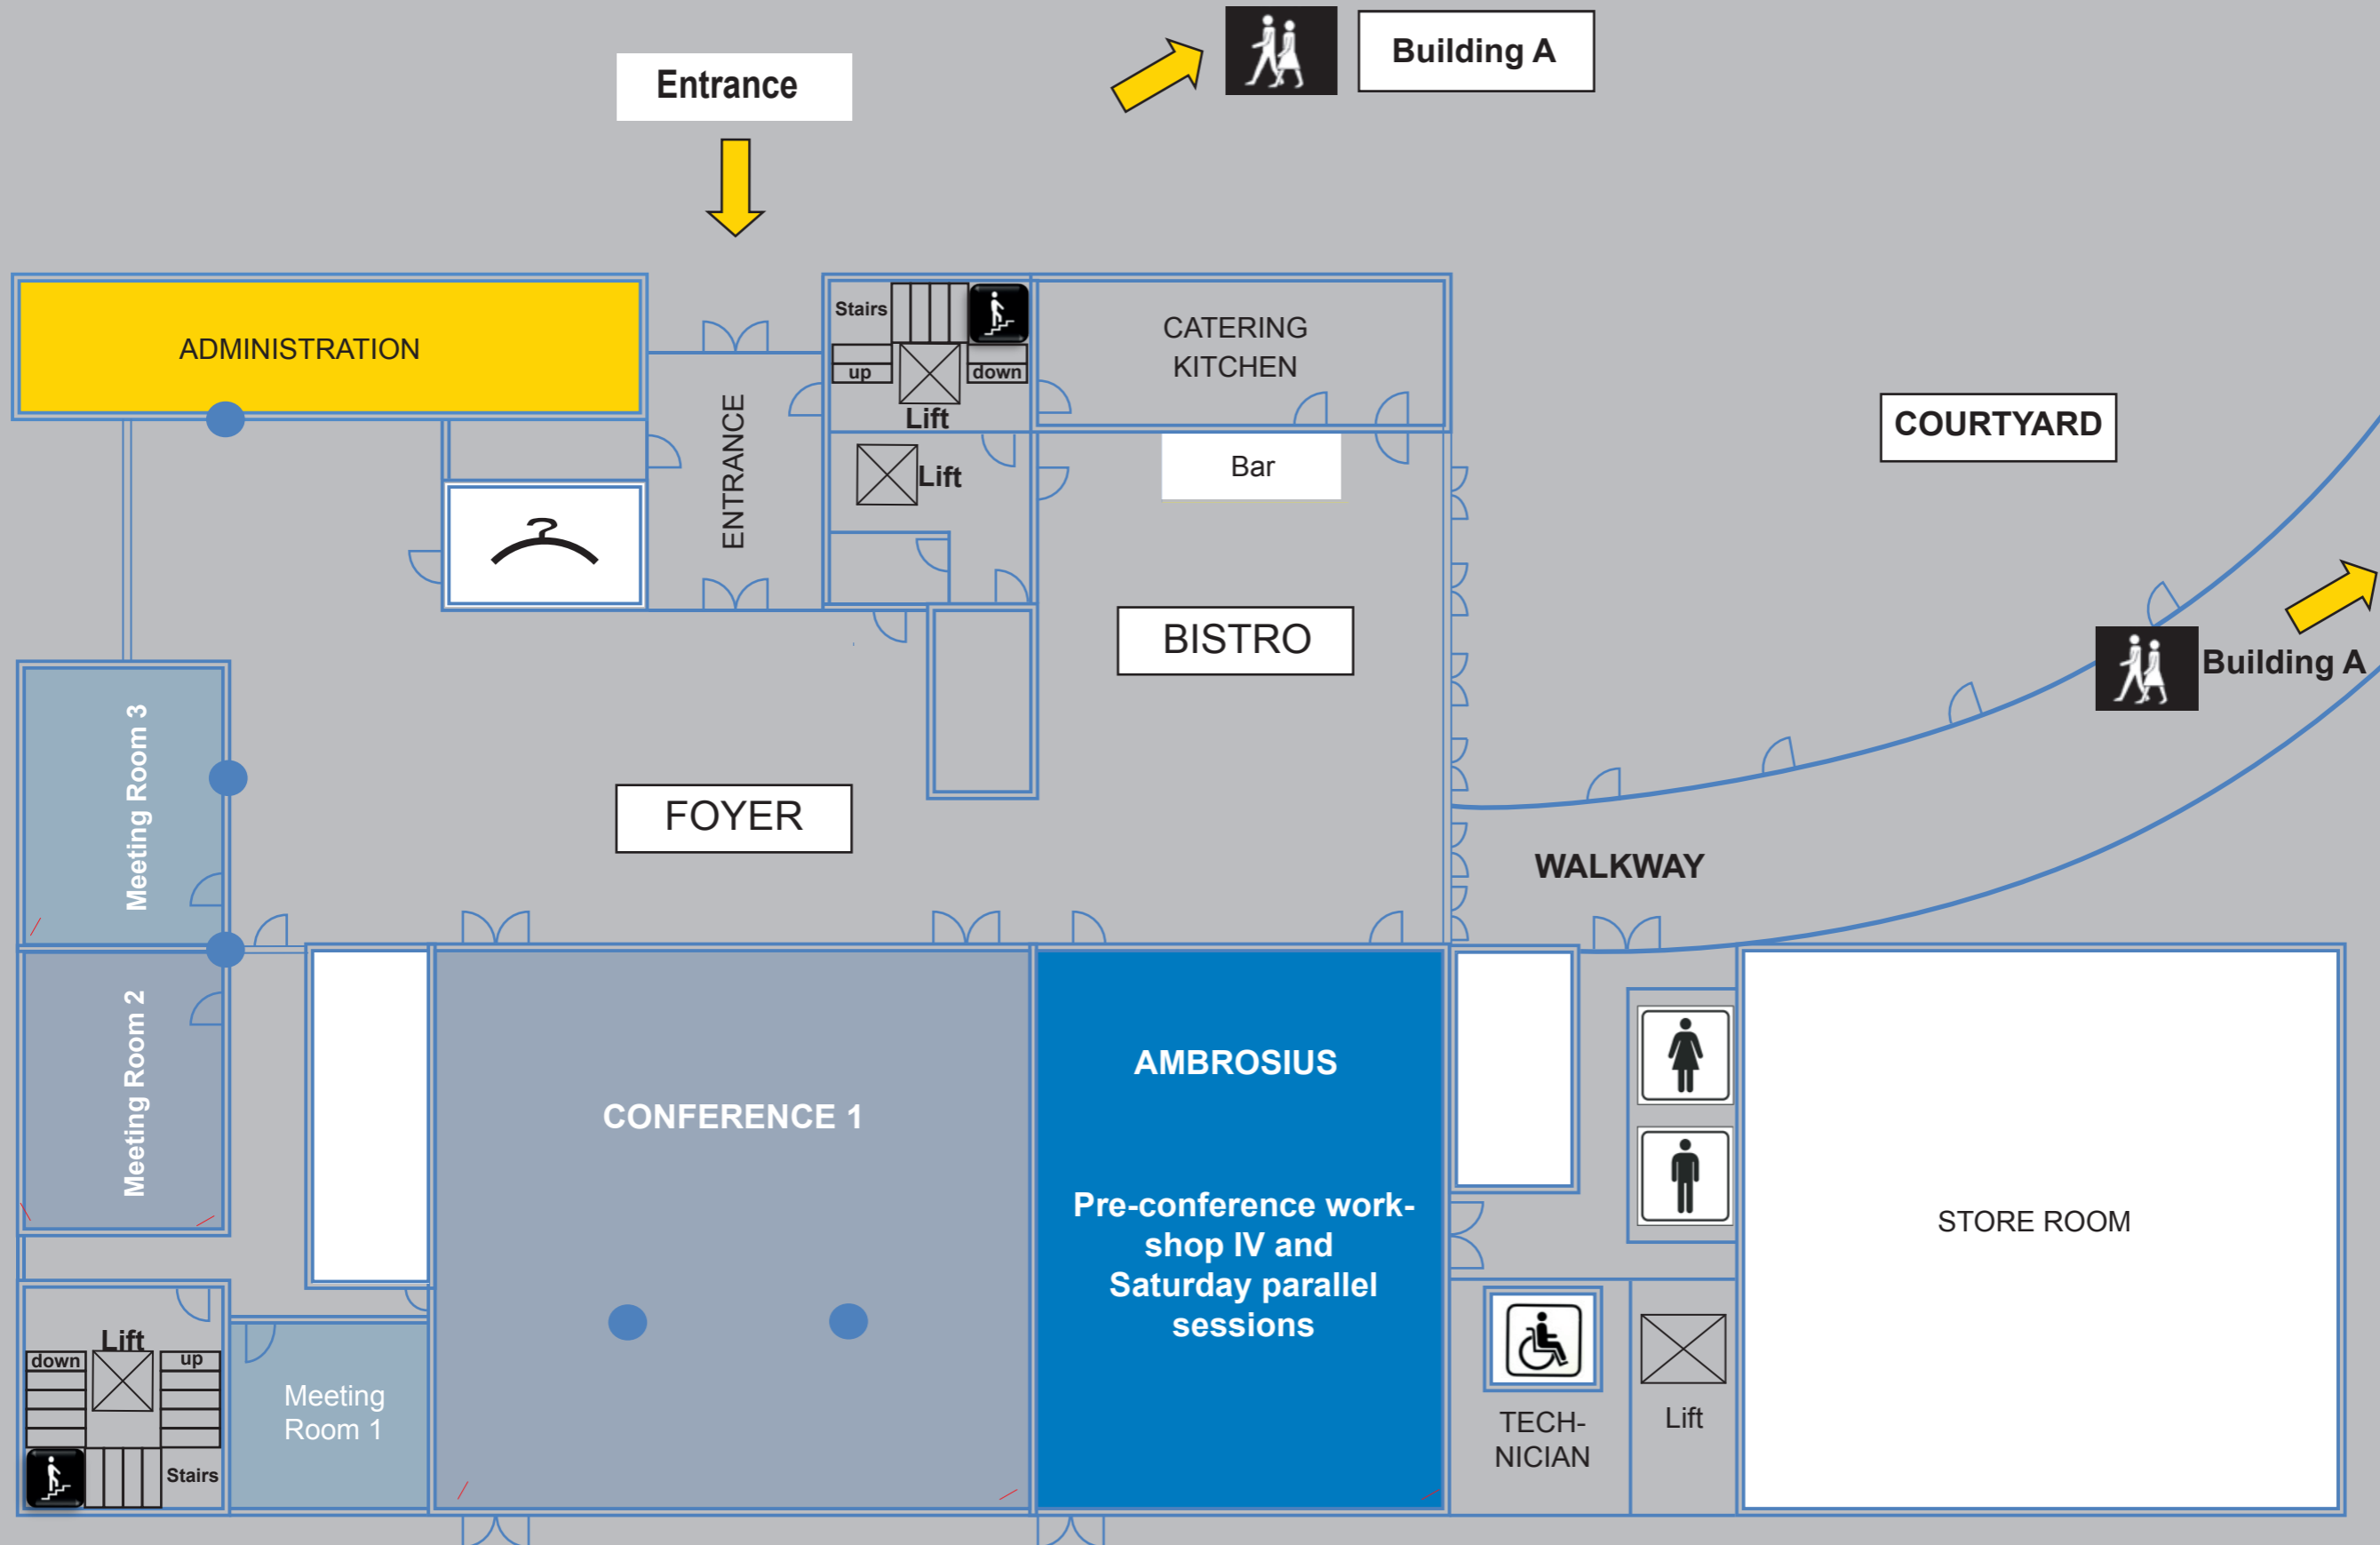 Building A
Entrance
Stairs
up
down
Lift
CATERING
KITCHEN
ADMINISTRATION
ENTRANCE
Lift
Bar
COURTYARD
BISTRO
Building A
Meeting Room 3
FOYER
WALKWAY
Meeting Room 2
CONFERENCE 1
AMBROSIUS
Pre-conference work-
shop IV and
Saturday parallel
sessions
STORE ROOM
Lift
down
up
Stairs
Meeting
Room 1
TECH-
NICIAN
Lift